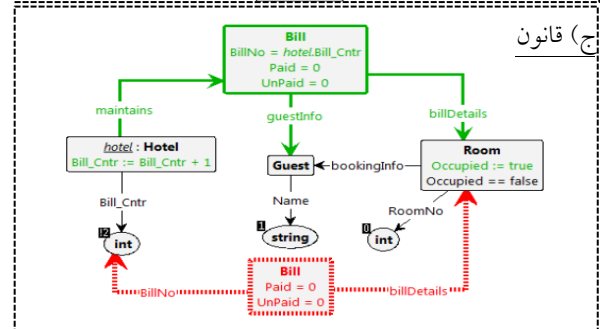 ج) قانون
Bill
BillNo = hotel.Bill_Cntr
Paid = 0
UnPaid = 0
maintains
guestInfo
billDetails
hotel : Hotel
Bill_Cntr := Bill_Cntr + 1
Guest
bookingInfo
Room
Occupied := true
Occupied == false
Bill_Cntr
Name
RoomNo
12
int
1
string
0
int
Bill
Paid = 0
UnPaid = 0
BillNo
billDetails